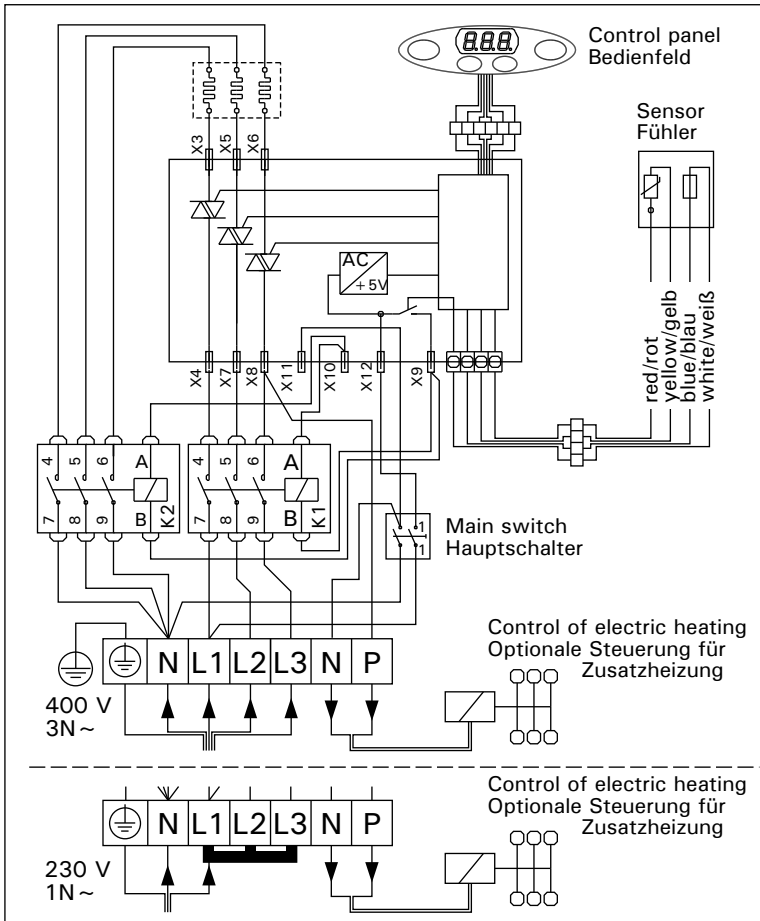 Control panel
Bedienfeld
8.8.8.
Sensor
Fühler
X3
X5
X6
AC
+5V
X4
X7
X8
X11
X10
X12
X9
red/rot
yellow/gelb
blue/blau
white/weiß
4 5 6 A
7 8 9 B
K2
4 5 6 A
7 8 9 B
K1
1
1
Main switch
Hauptschalter
N L1 L2 L3 N P
400 V
3N~
Control of electric heating
Optionale Steuerung für
Zusatzheizung
N L1 L2 L3 N P
230 V
1N~
Control of electric heating
Optionale Steuerung für
Zusatzheizung